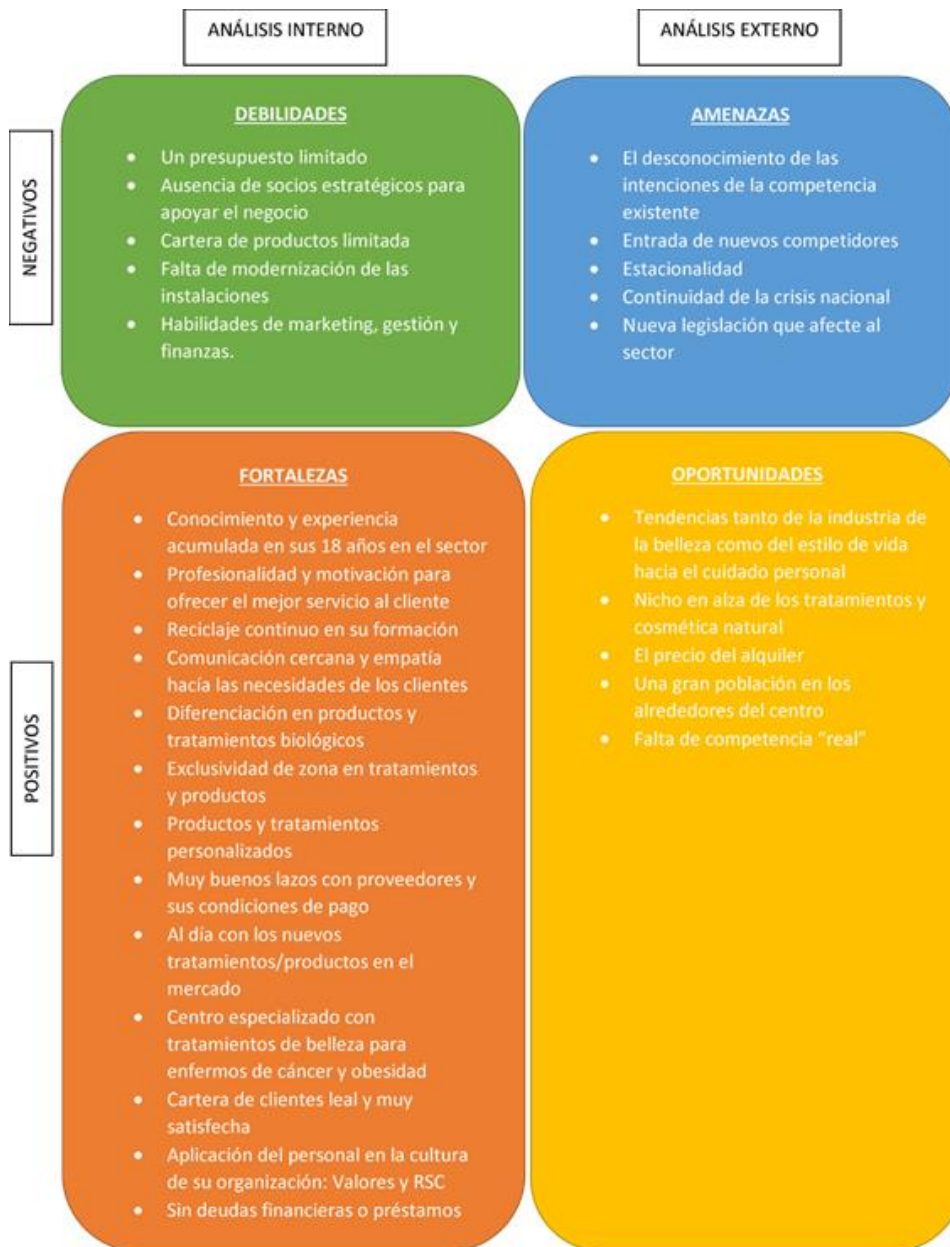 ANÁLISIS INTERNO
ANÁLISIS EXTERNO
NEGATIVOS
DEBILIDADES
• Un presupuesto limitado
• Ausencia de socios estratégicos para
apoyar el negocio
• Cartera de productos limitada
• Falta de modernización de las
instalaciones
• Habilidades de marketing, gestión y
finanzas.
AMENAZAS
• El desconocimiento de las
intenciones de la competencia
existente
• Entrada de nuevos competidores
• Estacionalidad
• Continuidad de la crisis nacional
• Nueva legislación que afecte al
sector
POSITIVOS
FORTALEZAS
• Conocimiento y experiencia
acumulada en sus 18 años en el sector
• Profesionalidad y motivación para
ofrecer el mejor servicio al cliente
• Reciclaje continuo en su formación
• Comunicación cercana y empatía
hacía las necesidades de los clientes
• Diferenciación en productos y
tratamientos biológicos
• Exclusividad de zona en tratamientos
y productos
• Productos y tratamientos
personalizados
• Muy buenos lazos con proveedores y
sus condiciones de pago
• Al día con los nuevos
tratamientos/productos en el
mercado
• Centro especializado con
tratamientos de belleza para
enfermos de cáncer y obesidad
• Cartera de clientes leal y muy
satisfecha
• Aplicación del personal en la cultura
de su organización: Valores y RSC
• Sin deudas financieras o préstamos
OPORTUNIDADES
• Tendencias tanto de la industria de
la belleza como del estilo de vida
hacia el cuidado personal
• Nicho en alza de los tratamientos y
cosmética natural
• El precio del alquiler
• Una gran población en los
alrededores del centro
• Falta de competencia "real"